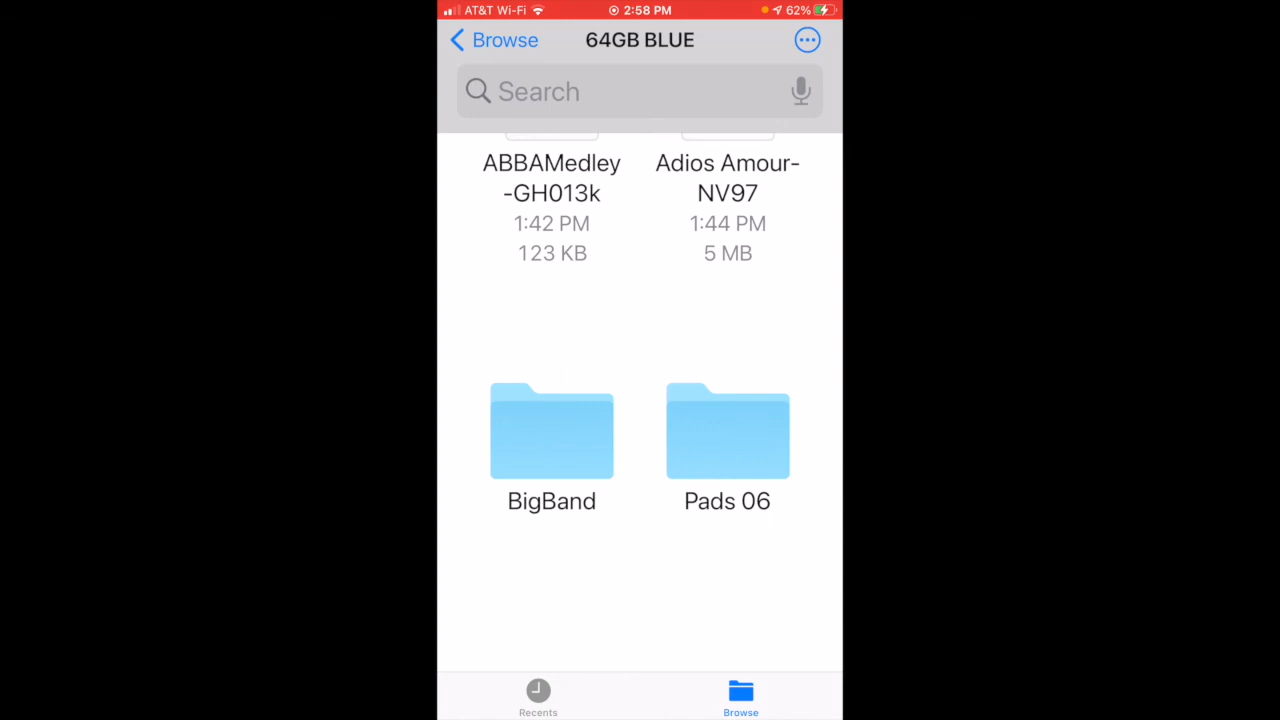 AT&T Wi-Fi 2:58 PM 62%
Browse 64GB BLUE
Search
ABBAMedley Adios Amour-
-GH013k NV97
1:42 PM 1:44 PM
123 KB 5 MB
BigBand Pads 06
Recents Browse